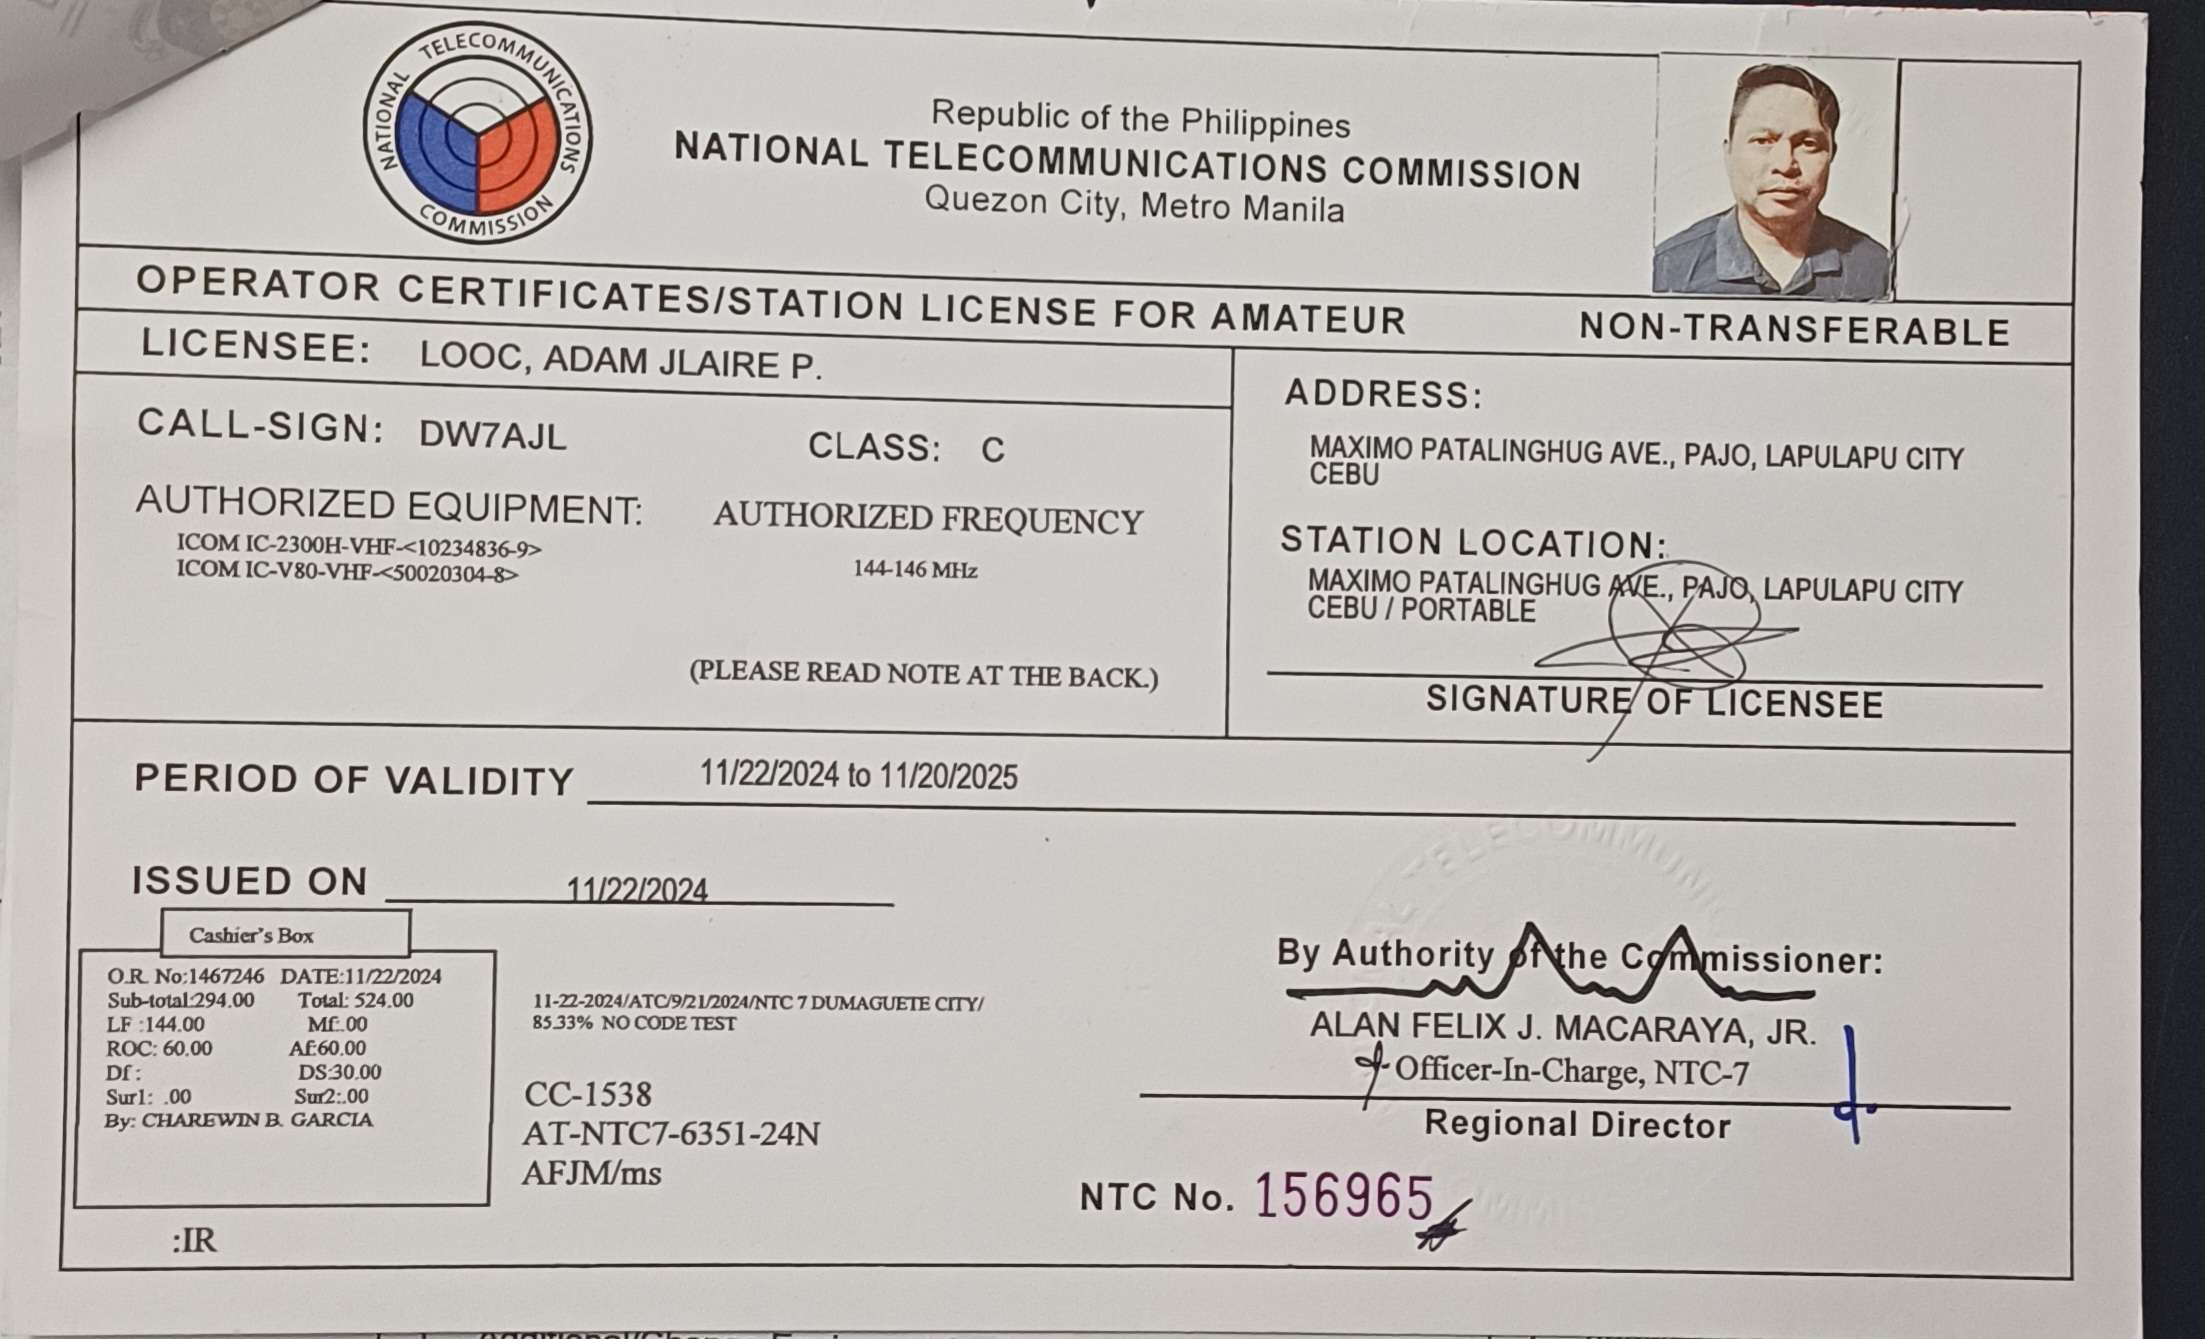 NATIONAL TELECOMMUNICATIONS COMMISSION
Republic of the Philippines
NATIONAL TELECOMMUNICATIONS COMMISSION
Quezon City, Metro Manila
OPERATOR CERTIFICATES/STATION LICENSE FOR AMATEUR NON-TRANSFERABLE
LICENSEE: LOOC, ADAM JLAIRE P.
CALL-SIGN: DW7AJL CLASS: C
AUTHORIZED EQUIPMENT: AUTHORIZED FREQUENCY
ICOM IC-2300H-VHF-<10234836-9>
ICOM IC-V80-VHF-<50020304-8>
144-146 MHz
(PLEASE READ NOTE AT THE BACK.)
ADDRESS:
MAXIMO PATALINGHUG AVE., PAJO, LAPULAPU CITY
CEBU
STATION LOCATION:
MAXIMO PATALINGHUG AVE., PAJO, LAPULAPU CITY
CEBU / PORTABLE
SIGNATURE OF LICENSEE
PERIOD OF VALIDITY 11/22/2024 to 11/20/2025
ISSUED ON 11/22/2024
Cashier's Box
O.R. No:1467246 DATE:11/22/2024
Sub-total:294.00 Total: 524.00
LF :144.00 Mf:.00
ROC: 60.00 Af:60.00
Df : DS:30.00
Sur1: .00 Sur2:.00
By: CHAREWIN B. GARCIA
:IR
11-22-2024/ATC/9/21/2024/NTC 7 DUMAGUETE CITY/
85.33% NO CODE TEST
CC-1538
AT-NTC7-6351-24N
AFJM/ms
By Authority of the Commissioner:
ALAN FELIX J. MACARAYA, JR.
Officer-In-Charge, NTC-7
Regional Director
NTC No. 156965